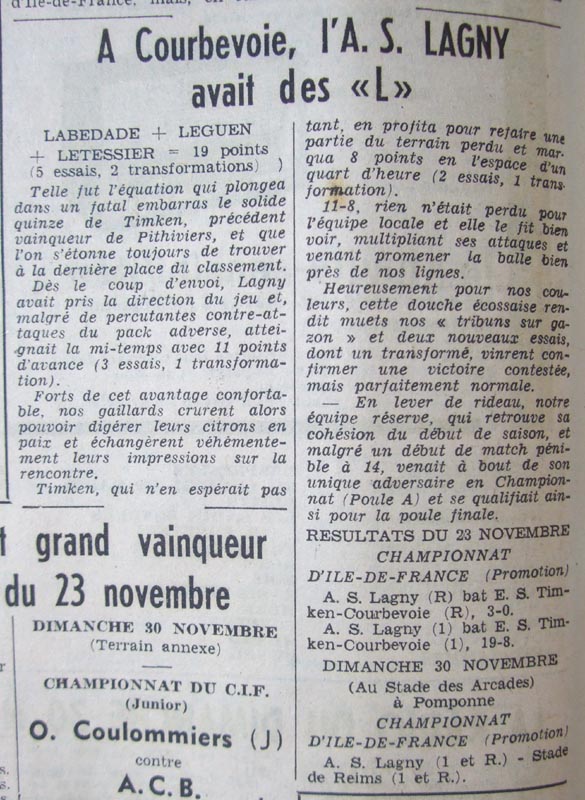 d'Ile-de-France, mais, en
A Courbevoie, l'A. S. LAGNY
avait des «L»
LABEDADE + LEGUEN
+ LETESSIER = 19 points
(5 essais, 2 transformations) )
Telle fut l'équation qui plongea
dans un fatal embarras le solide
quinze de Timken, précédent
vainqueur de Pithiviers, et que
l'on s'étonne toujours de trouver
à la dernière place du classement.
Dès le coup d'envoi, Lagny
avait pris la direction du jeu et,
malgré de percutantes contre-at-
taques du pack adverse, attei-
gnait la mi-temps avec 11 points
d'avance (3 essais, 1 transforma-
tion).
Forts de cet avantage conforta-
ble, nos gaillards crurent alors
pouvoir digérer leurs citrons en
paix et échangèrent véhémente-
ment leurs impressions sur la
rencontre.
Timken, qui n'en espérait pas
tant, en profita pour refaire une
partie du terrain perdu et mar-
qua 8 points en l'espace d'un
quart d'heure (2 essais, 1 trans-
formation).
11-8, rien n'était perdu pour
l'équipe locale et elle le fit bien
voir, multipliant ses attaques et
venant promener la balle bien
près de nos lignes.
Heureusement pour nos cou-
leurs, cette douche écossaise ren-
dit muets nos « tribuns sur ga-
zon » et deux nouveaux essais,
dont un transformé, vinrent con-
firmer une victoire contestée,
mais parfaitement normale.
— En lever de rideau, notre
équipe réserve, qui retrouve sa
cohésion du début de saison, et
malgré un début de match péni-
ble à 14, venait à bout de son
unique adversaire en Champion-
nat (Poule A) et se qualifiait ain-
si pour la poule finale.
RESULTATS DU 23 NOVEMBRE
CHAMPIONNAT
D'ILE-DE-FRANCE (Promotion)
A. S. Lagny (R) bat E. S. Tim-
ken-Courbevoie (R), 3-0.
A. S. Lagny (1) bat E. S. Tim-
ken-Courbevoie (1), 19-8.
DIMANCHE 30 NOVEMBRE
(Au Stade des Arcades)
à Pomponne
CHAMPIONNAT
D'ILE-DE-FRANCE (Promotion)
A. S. Lagny (1 et R.) - Stade
de Reims (1 et R.).
t grand vainqueur
du 23 novembre
DIMANCHE 30 NOVEMBRE
(Terrain annexe)
CHAMPIONNAT DU C.I.F.
(Junior)
O. Coulommiers (J)
contre
A.C.B.